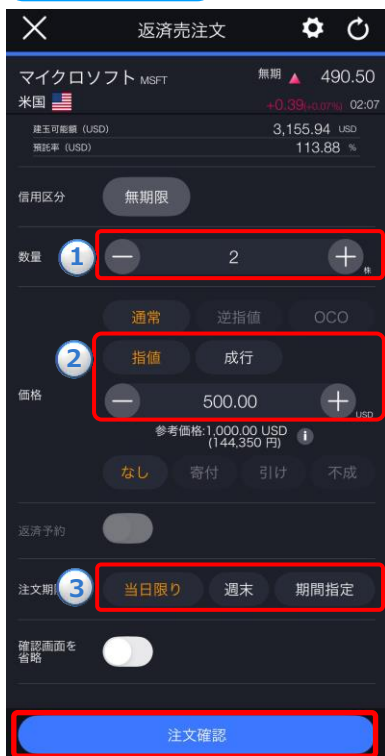 返済売注文
マイクロソフト MSFT 無期 ▲ 490.50
米国 +0.39(+0.07%) 02:07
建玉可能額 (USD) 3,155.94 USD
預託率 (USD) 113.88 %
信用区分 無期限
数量 1 − 2 + 株
通常 逆指値 OCO
2 指値 成行
価格 − 500.00 + USD
参考価格:1,000.00 USD
(144,350 円)
なし 寄付 引け 不成
返済予約
注文期 3 当日限り 週末 期間指定
確認画面を
省略
注文確認